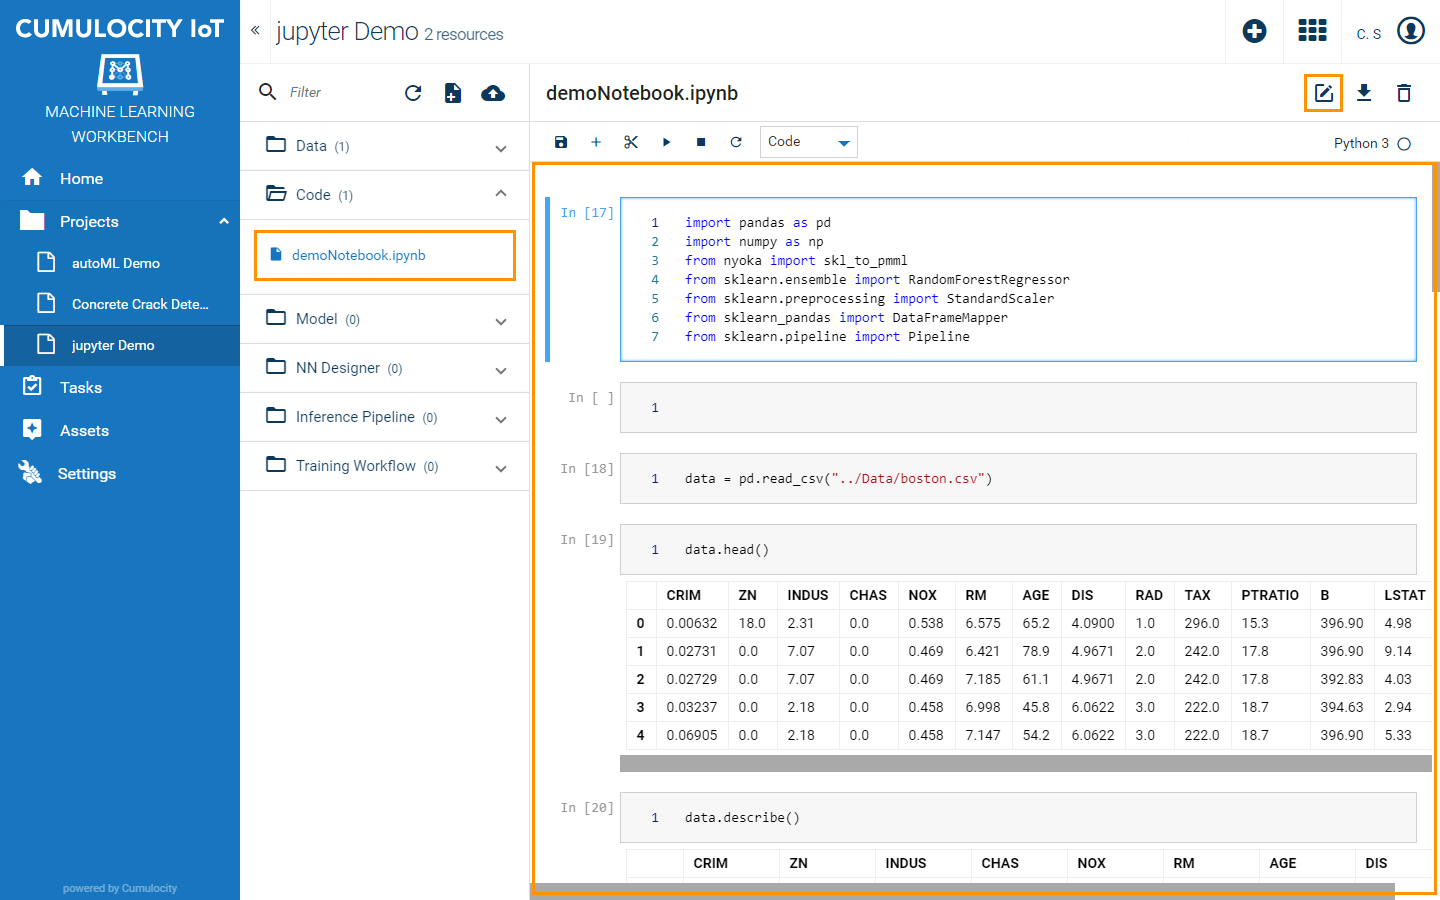 CUMULOCITY IoT
MACHINE LEARNING
WORKBENCH
Home
Projects
autoML Demo
Concrete Crack Dete...
jupyter Demo
Tasks
Assets
Settings
powered by Cumulocity
« jupyter Demo 2 resources
C. S
Filter
Data (1)
Code (1)
demoNotebook.ipynb
Model (0)
NN Designer (0)
Inference Pipeline (0)
Training Workflow (0)
demoNotebook.ipynb
Code
Python 3
In [17]
1 import pandas as pd
2 import numpy as np
3 from nyoka import skl_to_pmml
4 from sklearn.ensemble import RandomForestRegressor
5 from sklearn.preprocessing import StandardScaler
6 from sklearn_pandas import DataFrameMapper
7 from sklearn.pipeline import Pipeline
In [ ]
1
In [18]
1 data = pd.read_csv("../Data/boston.csv")
In [19]
1 data.head()
CRIM ZN INDUS CHAS NOX RM AGE DIS RAD TAX PTRATIO B LSTAT
0 0.00632 18.0 2.31 0.0 0.538 6.575 65.2 4.0900 1.0 296.0 15.3 396.90 4.98
1 0.02731 0.0 7.07 0.0 0.469 6.421 78.9 4.9671 2.0 242.0 17.8 396.90 9.14
2 0.02729 0.0 7.07 0.0 0.469 7.185 61.1 4.9671 2.0 242.0 17.8 392.83 4.03
3 0.03237 0.0 2.18 0.0 0.458 6.998 45.8 6.0622 3.0 222.0 18.7 394.63 2.94
4 0.06905 0.0 2.18 0.0 0.458 7.147 54.2 6.0622 3.0 222.0 18.7 396.90 5.33
In [20]
1 data.describe()
CRIM ZN INDUS CHAS NOX RM AGE DIS